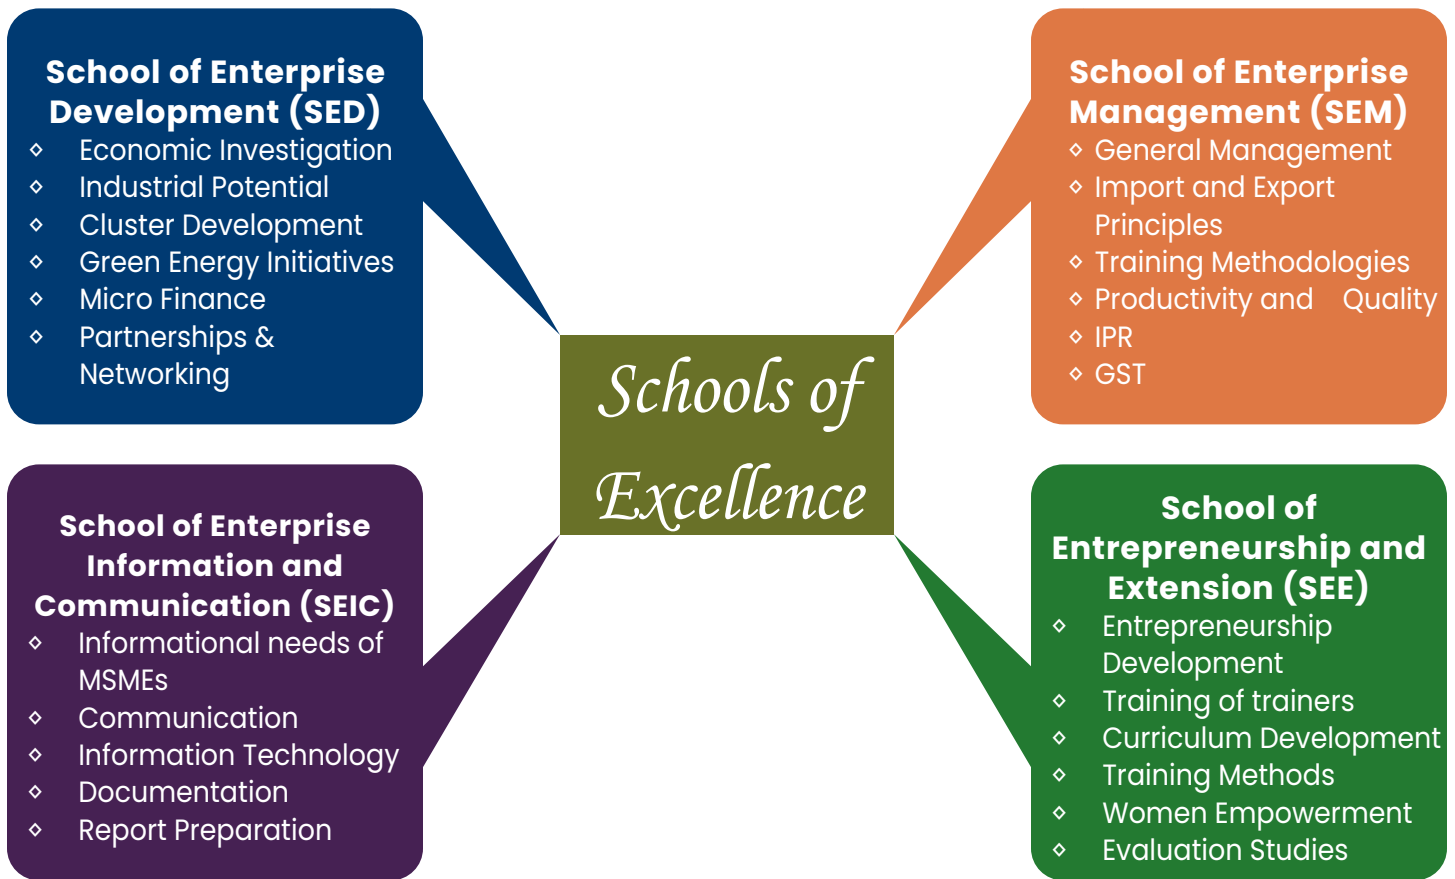 School of Enterprise
Development (SED)
⋄ Economic Investigation
⋄ Industrial Potential
⋄ Cluster Development
⋄ Green Energy Initiatives
⋄ Micro Finance
⋄ Partnerships &
Networking
School of Enterprise
Management (SEM)
⋄ General Management
⋄ Import and Export
Principles
⋄ Training Methodologies
⋄ Productivity and Quality
⋄ IPR
⋄ GST
Schools of
Excellence
School of Enterprise
Information and
Communication (SEIC)
⋄ Informational needs of
MSMEs
⋄ Communication
⋄ Information Technology
⋄ Documentation
⋄ Report Preparation
School of
Entrepreneurship and
Extension (SEE)
⋄ Entrepreneurship
Development
⋄ Training of trainers
⋄ Curriculum Development
⋄ Training Methods
⋄ Women Empowerment
⋄ Evaluation Studies